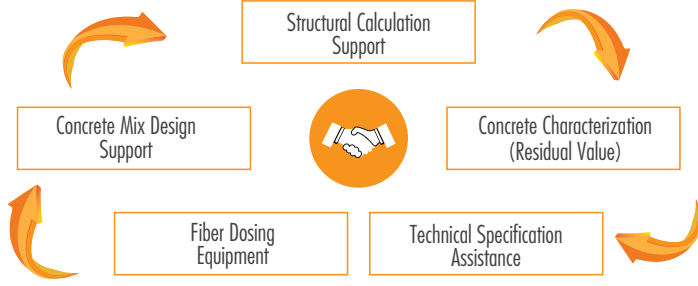 Structural Calculation
Support
Concrete Mix Design
Support
Concrete Characterization
(Residual Value)
Fiber Dosing
Equipment
Technical Specification
Assistance